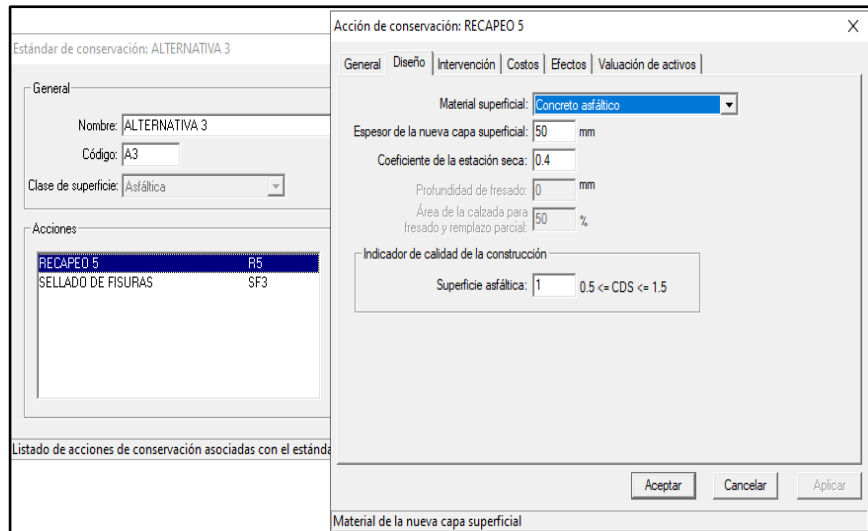 Estándar de conservación: ALTERNATIVA 3
General
Nombre: ALTERNATIVA 3
Código: A3
Clase de superficie: Asfáltica
Acciones
RECAPEO 5 R5
SELLADO DE FISURAS SF3
Listado de acciones de conservación asociadas con el estánda
Acción de conservación: RECAPEO 5 X
General Diseño Intervención Costos Efectos Valuación de activos
Material superficial: Concreto asfáltico
Espesor de la nueva capa superficial: 50 mm
Coeficiente de la estación seca: 0.4
Profundidad de fresado: 0 mm
Área de la calzada para
fresado y remplazo parcial: 50 %
Indicador de calidad de la construcción
Superficie asfáltica: 1 0.5 <= CDS <= 1.5
Aceptar Cancelar Aplicar
Material de la nueva capa superficial